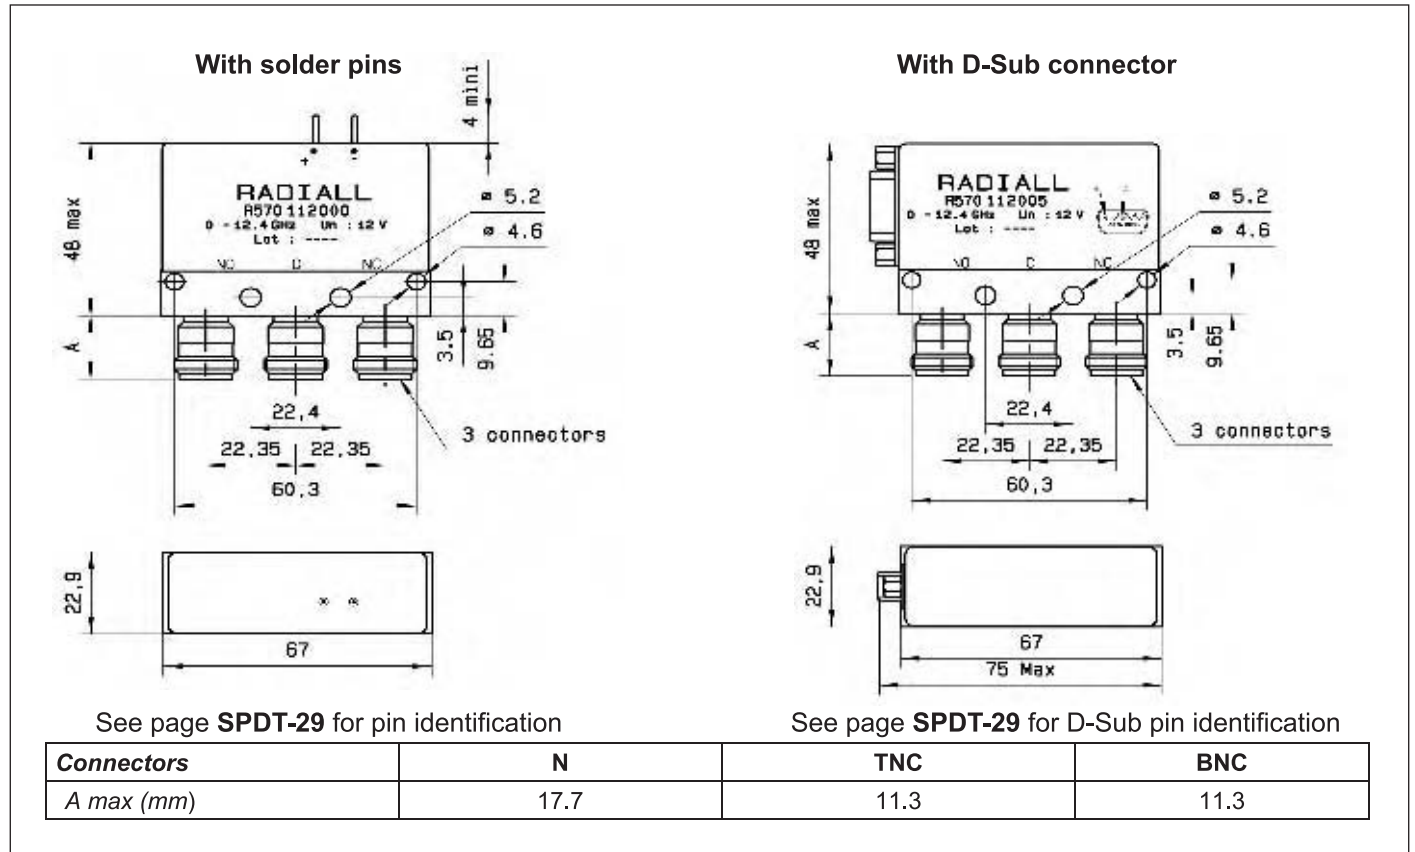 With solder pins
4 mini
48 max
+ -
RADIALL
R570 112000
0 - 12.4 GHz Un : 12 V
Lot : ----
ø 5.2
ø 4.6
NO C NC
A
3.5
9.65
22,4
3 connectors
22,35 22,35
60,3
22,9
67
See page SPDT-29 for pin identification
With D-Sub connector
48 max
RADIALL
R570 112005
0 - 12.4 GHz Un : 12 V
Lot : ----
ø 5.2
ø 4.6
NO C NC
A
3.5
9.65
22,4
3 connectors
22,35 22,35
60,3
22,9
67
75 Max
See page SPDT-29 for D-Sub pin identification
Connectors N TNC BNC
A max (mm) 17.7 11.3 11.3